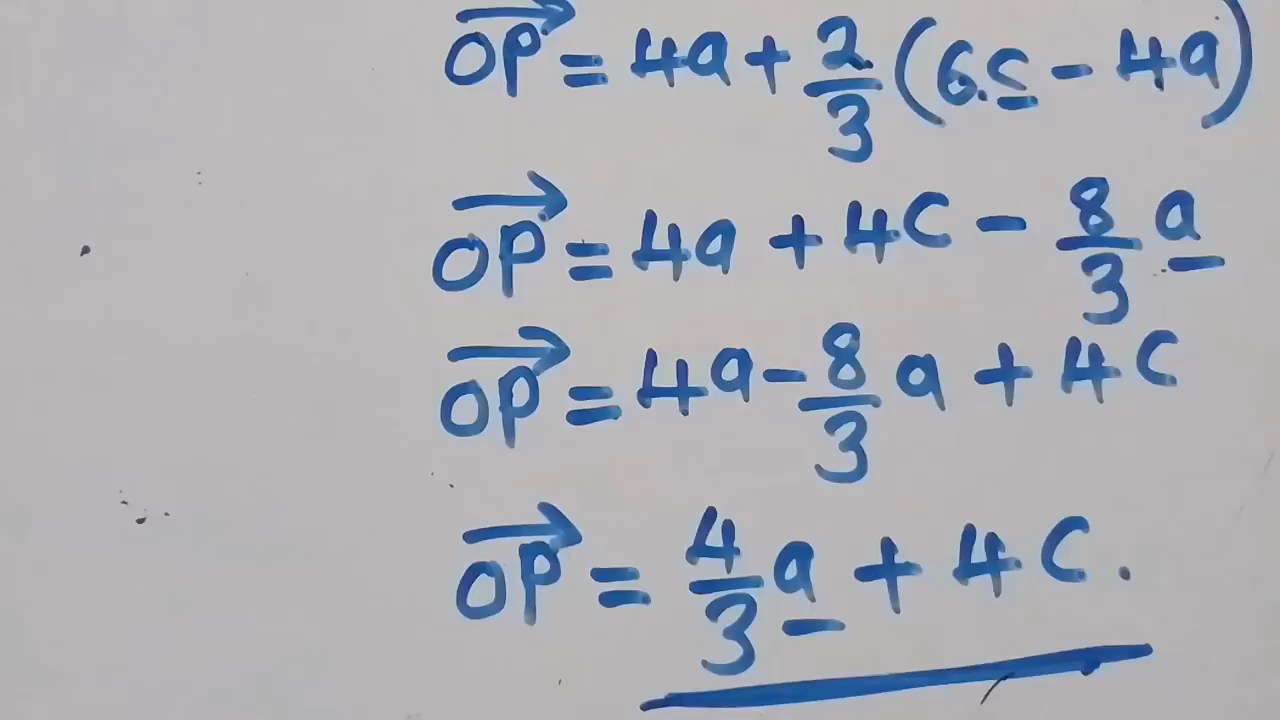 OP⃗ = 4a + 2/3 (6c̲ - 4a)
OP⃗ = 4a + 4c - 8/3 a̲
OP⃗ = 4a - 8/3 a + 4c
OP⃗ = 4/3 a̲ + 4c.